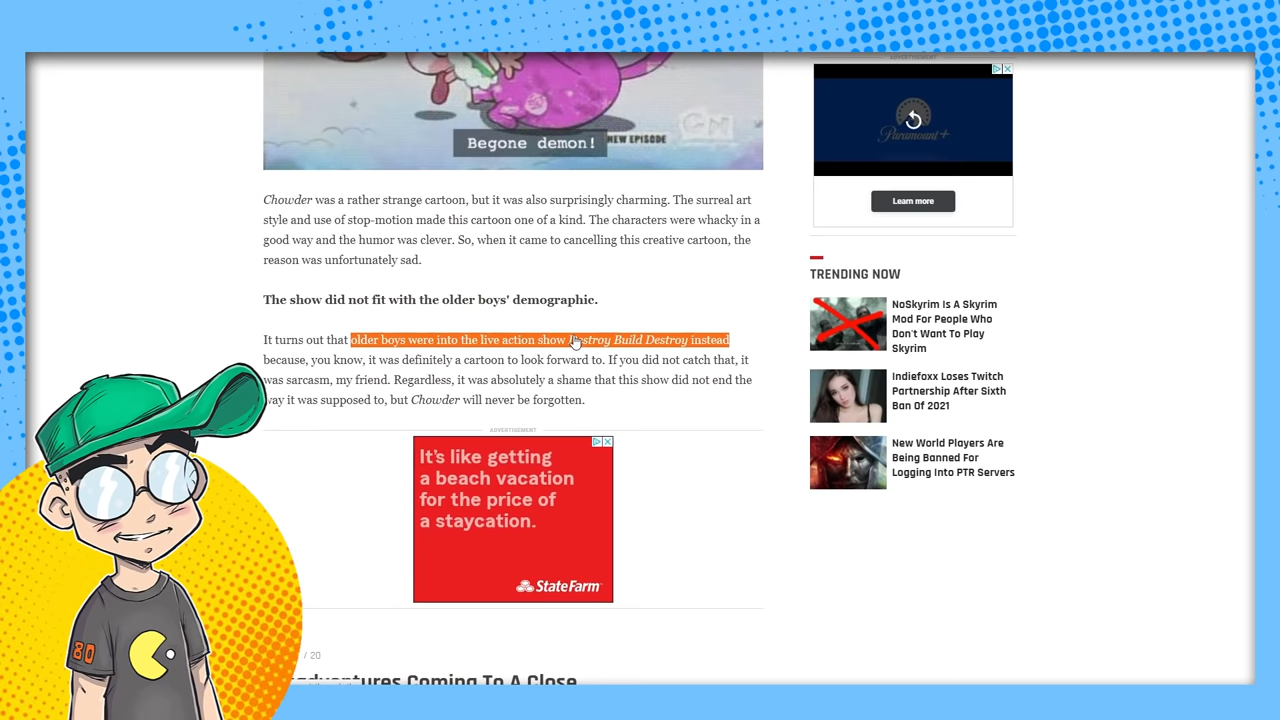 ADVERTISEMENT
Begone demon!
NEW EPISODE
CN
Paramount+
Learn more
Chowder was a rather strange cartoon, but it was also surprisingly charming. The surreal art
style and use of stop-motion made this cartoon one of a kind. The characters were whacky in a
good way and the humor was clever. So, when it came to cancelling this creative cartoon, the
reason was unfortunately sad.
The show did not fit with the older boys' demographic.
It turns out that older boys were into the live action show Destroy Build Destroy instead
because, you know, it was definitely a cartoon to look forward to. If you did not catch that, it
was sarcasm, my friend. Regardless, it was absolutely a shame that this show did not end the
way it was supposed to, but Chowder will never be forgotten.
ADVERTISEMENT
It's like getting
a beach vacation
for the price of
a staycation.
StateFarm
/ 20
adventures Coming To A Close
TRENDING NOW
NoSkyrim Is A Skyrim
Mod For People Who
Don't Want To Play
Skyrim
Indiefoxx Loses Twitch
Partnership After Sixth
Ban Of 2021
New World Players Are
Being Banned For
Logging Into PTR Servers
80